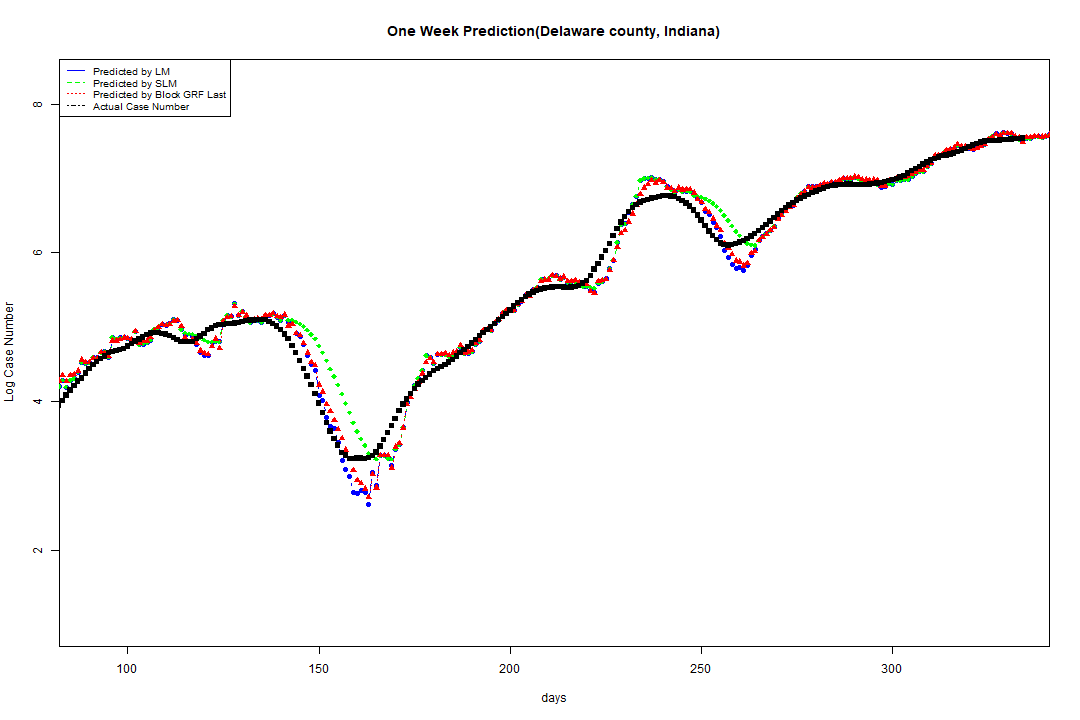 One Week Prediction(Delaware county, Indiana)
Predicted by LM
Predicted by SLM
Predicted by Block GRF Last
Actual Case Number
8
6
4
2
Log Case Number
100 150 200 250 300
days